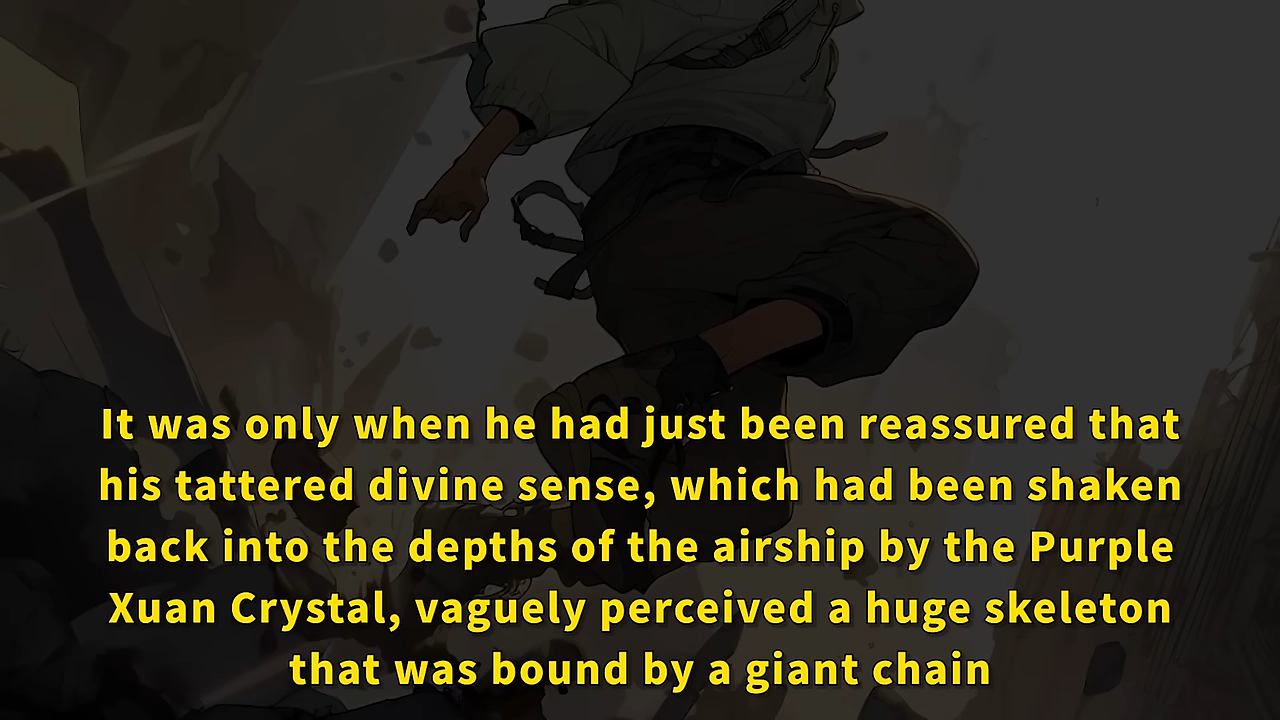 It was only when he had just been reassured that
his tattered divine sense, which had been shaken
back into the depths of the airship by the Purple
Xuan Crystal, vaguely perceived a huge skeleton
that was bound by a giant chain